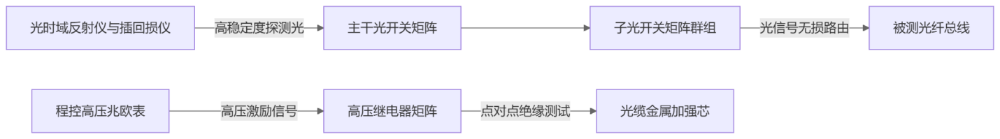 光时域反射仪与插回损仪
高稳定度探测光
主干光开关矩阵
子光开关矩阵群组
光信号无损路由
被测光纤总线
程控高压兆欧表
高压激励信号
高压继电器矩阵
点对点绝缘测试
光缆金属加强芯